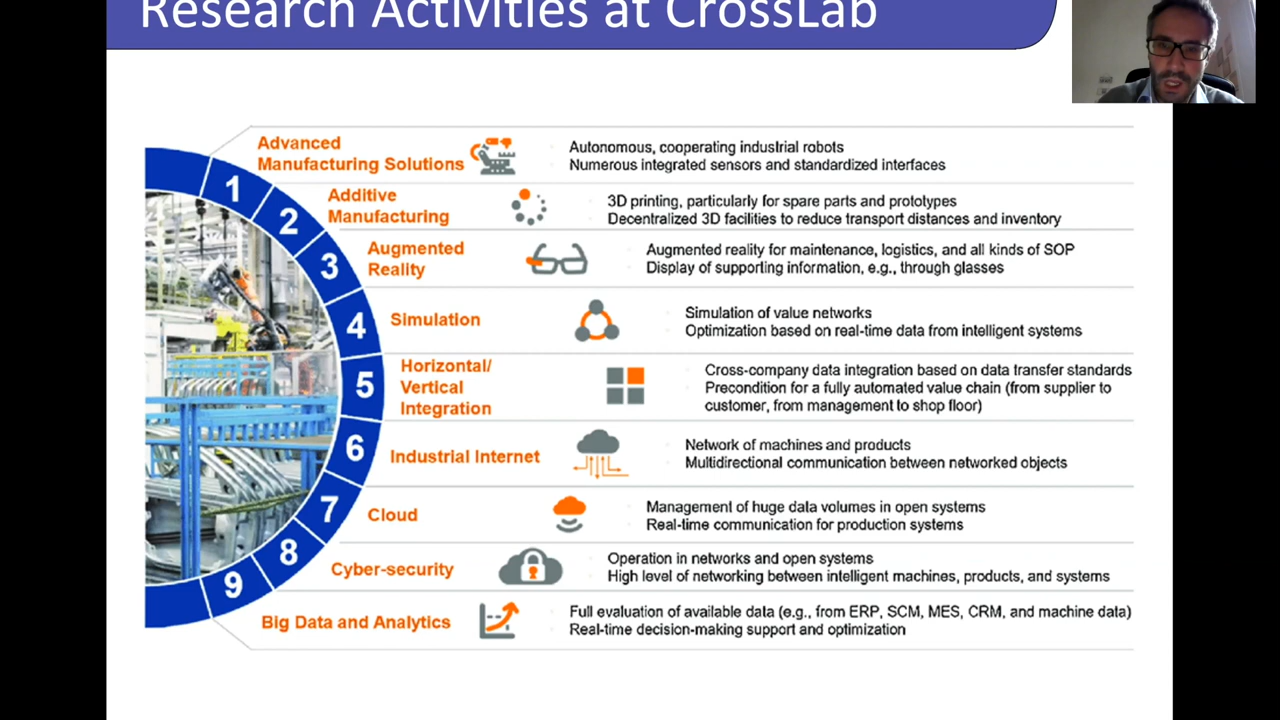 Research Activities at CrossLab
1
Advanced
Manufacturing Solutions
Autonomous, cooperating industrial robots
Numerous integrated sensors and standardized interfaces
2
Additive
Manufacturing
3D printing, particularly for spare parts and prototypes
Decentralized 3D facilities to reduce transport distances and inventory
3
Augmented
Reality
Augmented reality for maintenance, logistics, and all kinds of SOP
Display of supporting information, e.g., through glasses
4
Simulation
Simulation of value networks
Optimization based on real-time data from intelligent systems
5
Horizontal/
Vertical
Integration
Cross-company data integration based on data transfer standards
Precondition for a fully automated value chain (from supplier to
customer, from management to shop floor)
6
Industrial Internet
Network of machines and products
Multidirectional communication between networked objects
7
Cloud
Management of huge data volumes in open systems
Real-time communication for production systems
8
Cyber-security
Operation in networks and open systems
High level of networking between intelligent machines, products, and systems
9
Big Data and Analytics
Full evaluation of available data (e.g., from ERP, SCM, MES, CRM, and machine data)
Real-time decision-making support and optimization